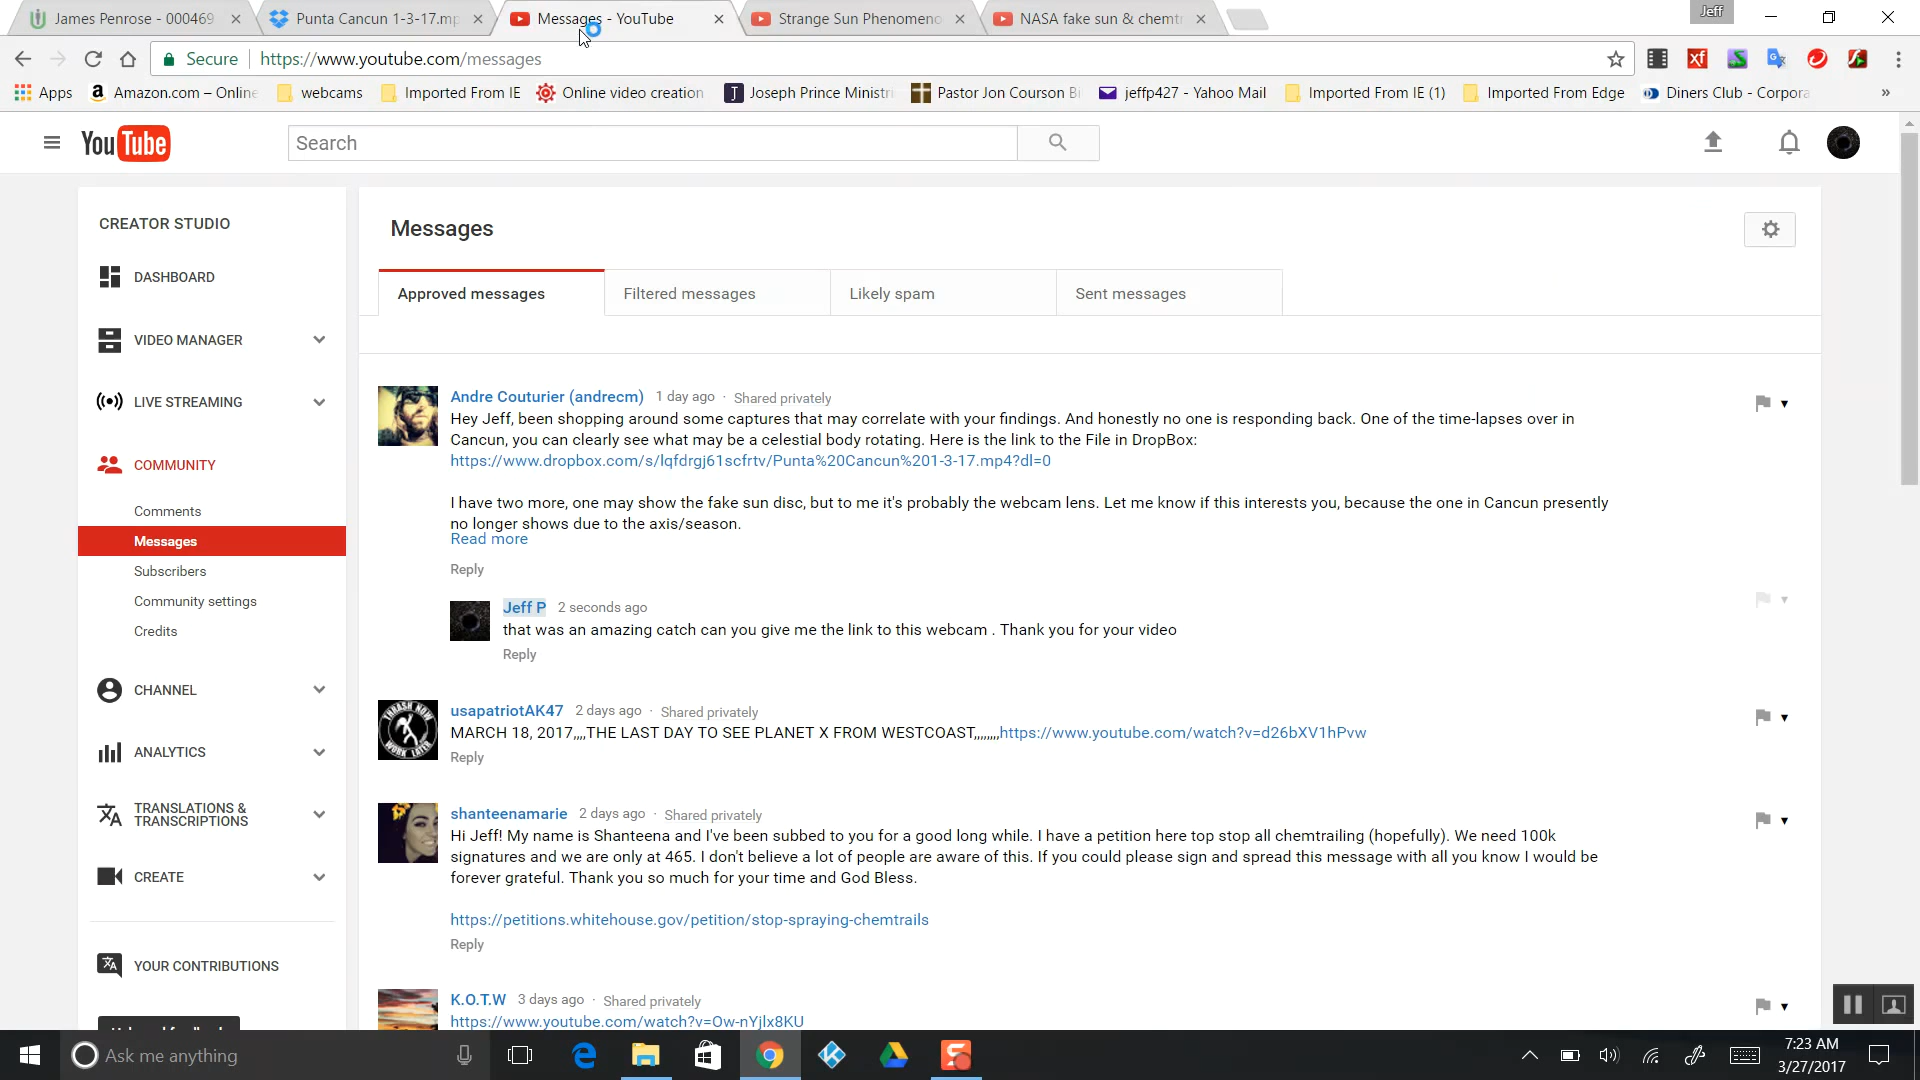 James Penrose - 000469
Punta Cancun 1-3-17.mp
Messages - YouTube
Strange Sun Phenomeno
NASA fake sun & chemt
Jeff
Secure
https://www.youtube.com/messages
Apps
Amazon.com – Online
webcams
Imported From IE
Online video creation
Joseph Prince Ministri
Pastor Jon Courson Bi
jeffp427 - Yahoo Mail
Imported From IE (1)
Imported From Edge
Diners Club - Corpora
»
YouTube
Search
CREATOR STUDIO
DASHBOARD
VIDEO MANAGER
LIVE STREAMING
COMMUNITY
Comments
Messages
Subscribers
Community settings
Credits
CHANNEL
ANALYTICS
TRANSLATIONS &
TRANSCRIPTIONS
CREATE
YOUR CONTRIBUTIONS
Messages
Approved messages
Filtered messages
Likely spam
Sent messages
Andre Couturier (andrecm) 1 day ago · Shared privately
Hey Jeff, been shopping around some captures that may correlate with your findings. And honestly no one is responding back. One of the time-lapses over in
Cancun, you can clearly see what may be a celestial body rotating. Here is the link to the File in DropBox:
https://www.dropbox.com/s/lqfdrgj61scfrtv/Punta%20Cancun%201-3-17.mp4?dl=0
I have two more, one may show the fake sun disc, but to me it's probably the webcam lens. Let me know if this interests you, because the one in Cancun presently
no longer shows due to the axis/season.
Read more
Reply
Jeff P 2 seconds ago
that was an amazing catch can you give me the link to this webcam . Thank you for your video
Reply
usapatriotAK47 2 days ago · Shared privately
MARCH 18, 2017,,,,THE LAST DAY TO SEE PLANET X FROM WESTCOAST,,,,,,,,https://www.youtube.com/watch?v=d26bXV1hPvw
Reply
THRASH NOW
WORK LATER
shanteenamarie 2 days ago · Shared privately
Hi Jeff! My name is Shanteena and I've been subbed to you for a good long while. I have a petition here top stop all chemtrailing (hopefully). We need 100k
signatures and we are only at 465. I don't believe a lot of people are aware of this. If you could please sign and spread this message with all you know I would be
forever grateful. Thank you so much for your time and God Bless.
https://petitions.whitehouse.gov/petition/stop-spraying-chemtrails
Reply
K.O.T.W 3 days ago · Shared privately
https://www.youtube.com/watch?v=Ow-nYjlx8KU
Ask me anything
7:23 AM
3/27/2017